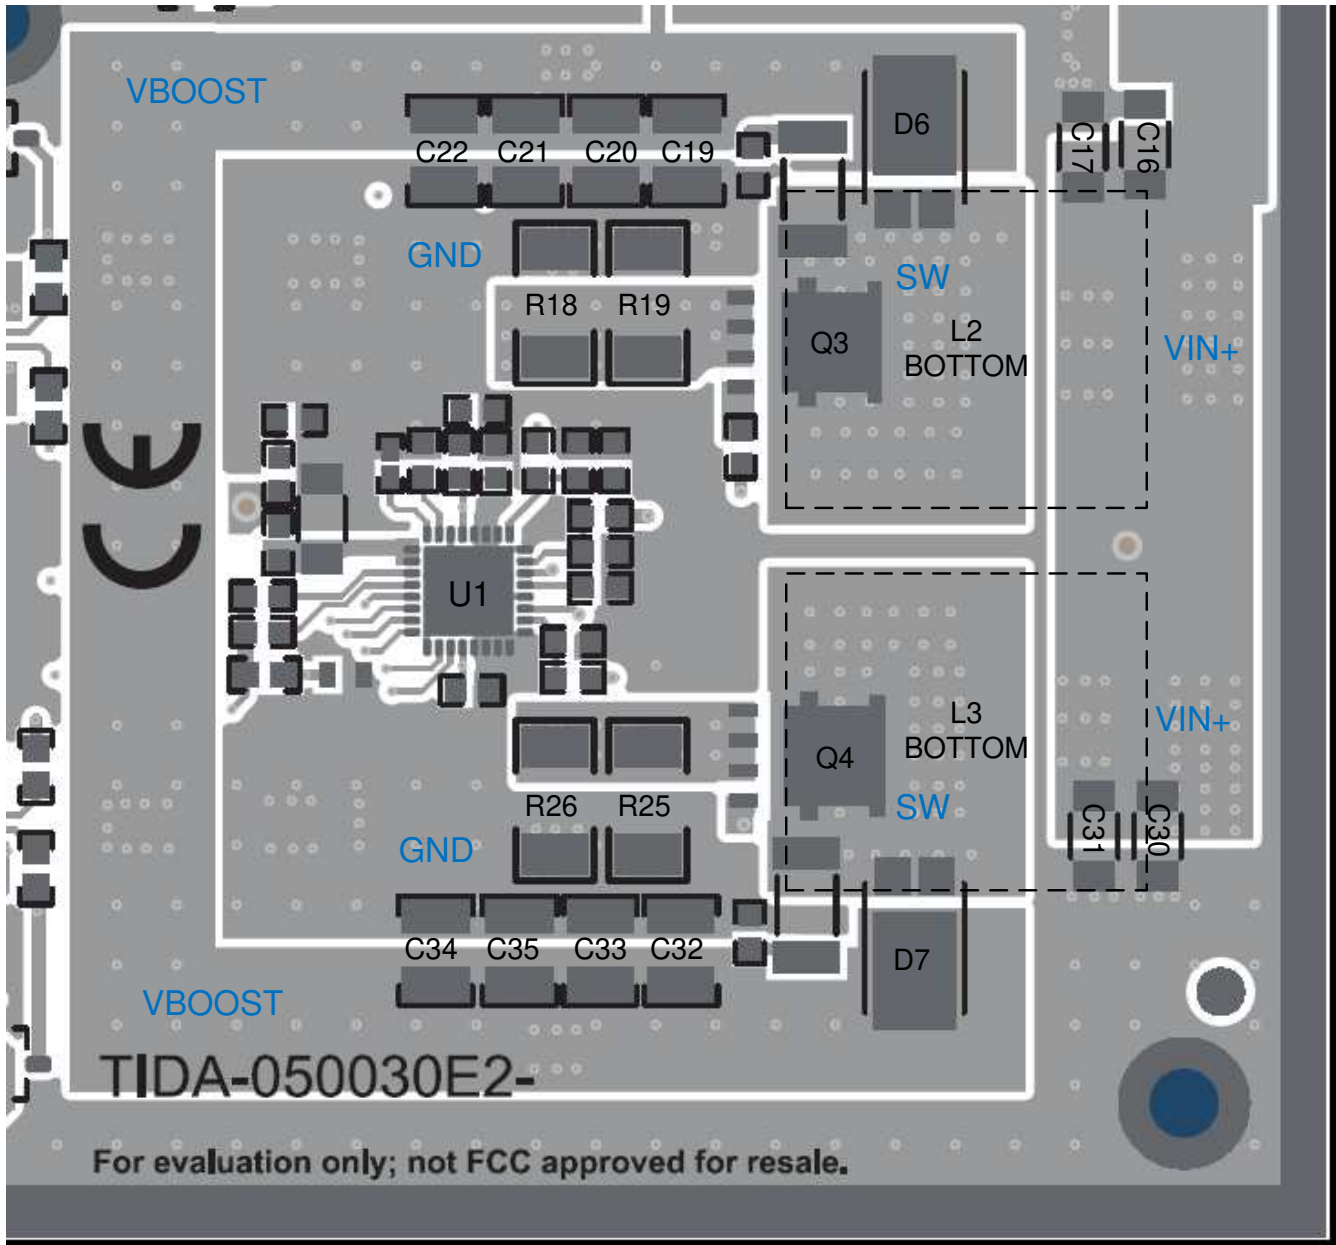 VBOOST
D6
C22 C21 C20 C19
C17
C16
GND
SW
R18 R19
Q3
L2
BOTTOM
VIN+
CE
U1
L3
BOTTOM
VIN+
Q4
SW
R26 R25
C31
C30
GND
C34 C35 C33 C32
D7
VBOOST
TIDA-050030E2-
For evaluation only; not FCC approved for resale.